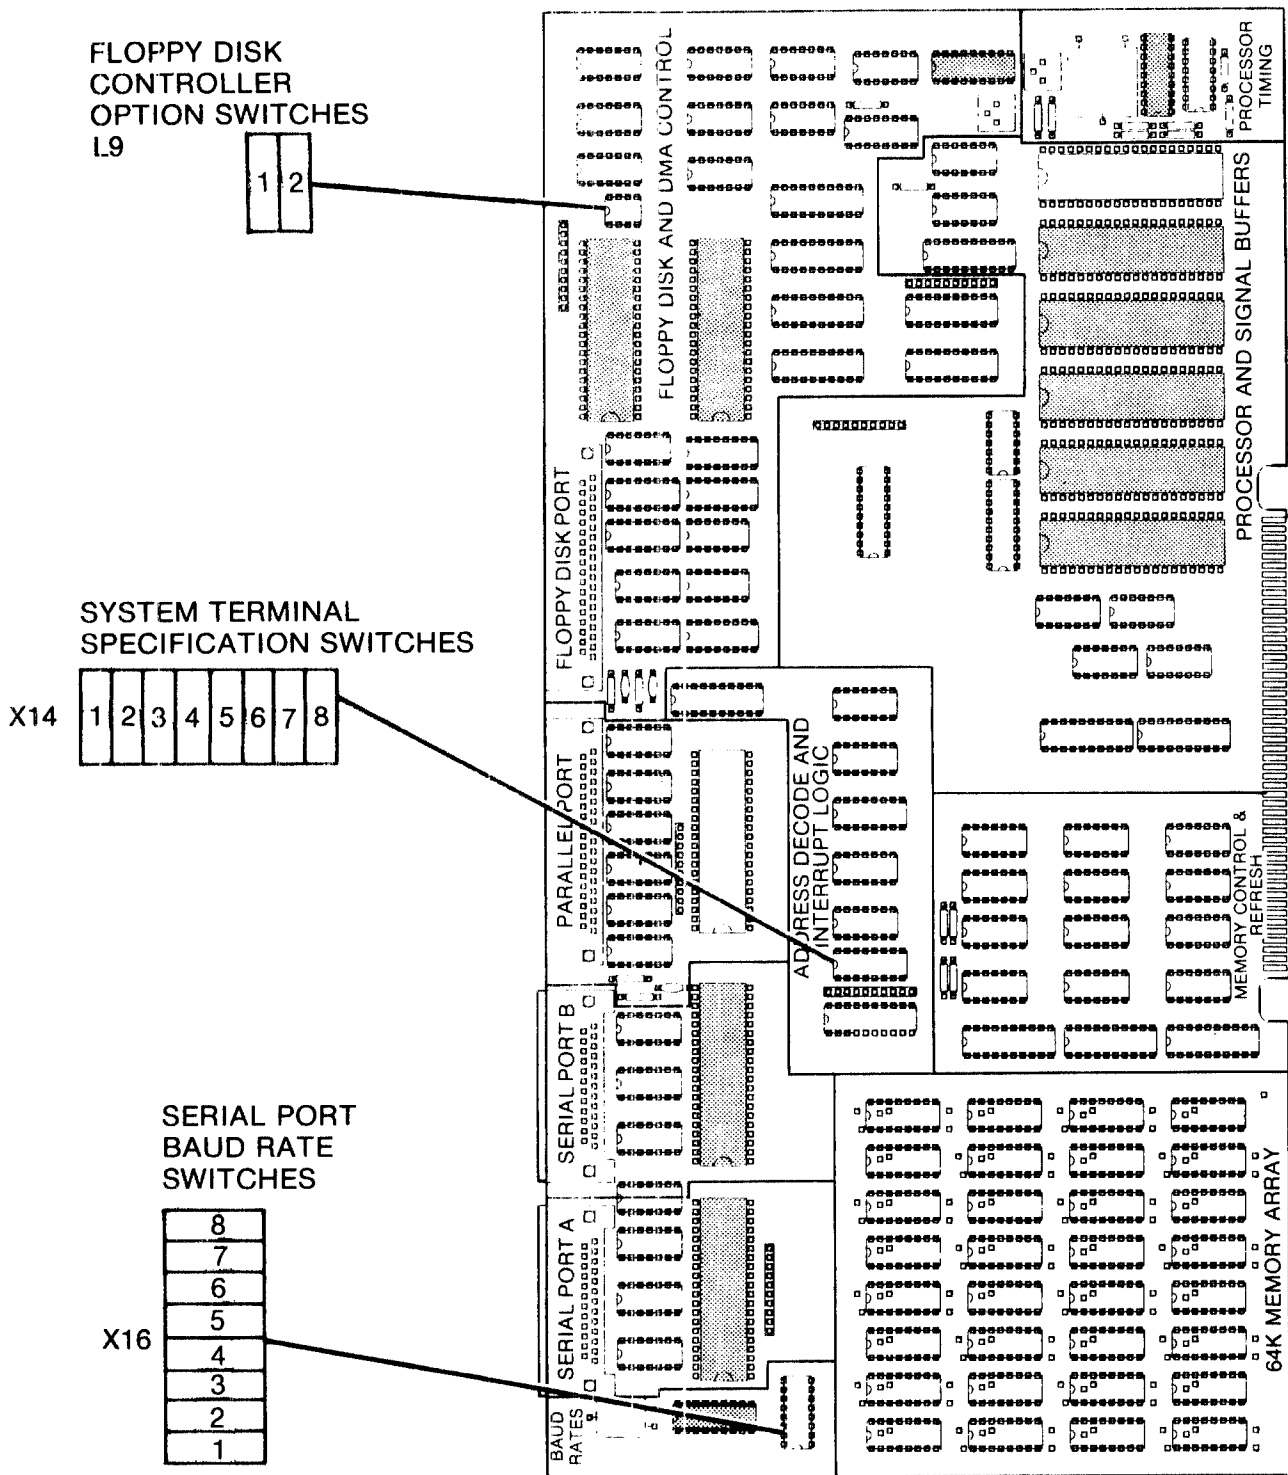 FLOPPY DISK
CONTROLLER
OPTION SWITCHES
L9
1 2
SYSTEM TERMINAL
SPECIFICATION SWITCHES
X14
1 2 3 4 5 6 7 8
SERIAL PORT
BAUD RATE
SWITCHES
X16
8
7
6
5
4
3
2
1
FLOPPY DISK AND DMA CONTROL
PROCESSOR
TIMING
PROCESSOR AND SIGNAL BUFFERS
FLOPPY DISK PORT
PARALLEL PORT
ADDRESS DECODE AND
INTERRUPT LOGIC
MEMORY CONTROL &
REFRESH
SERIAL PORT B
SERIAL PORT A
BAUD
RATES
64K MEMORY ARRAY